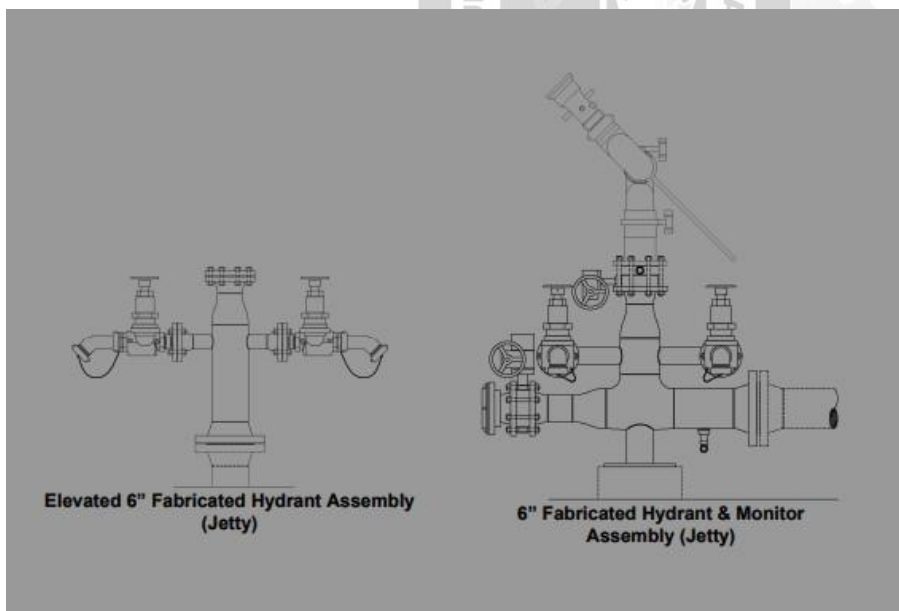 Elevated 6” Fabricated Hydrant Assembly
(Jetty)
6” Fabricated Hydrant & Monitor
Assembly (Jetty)